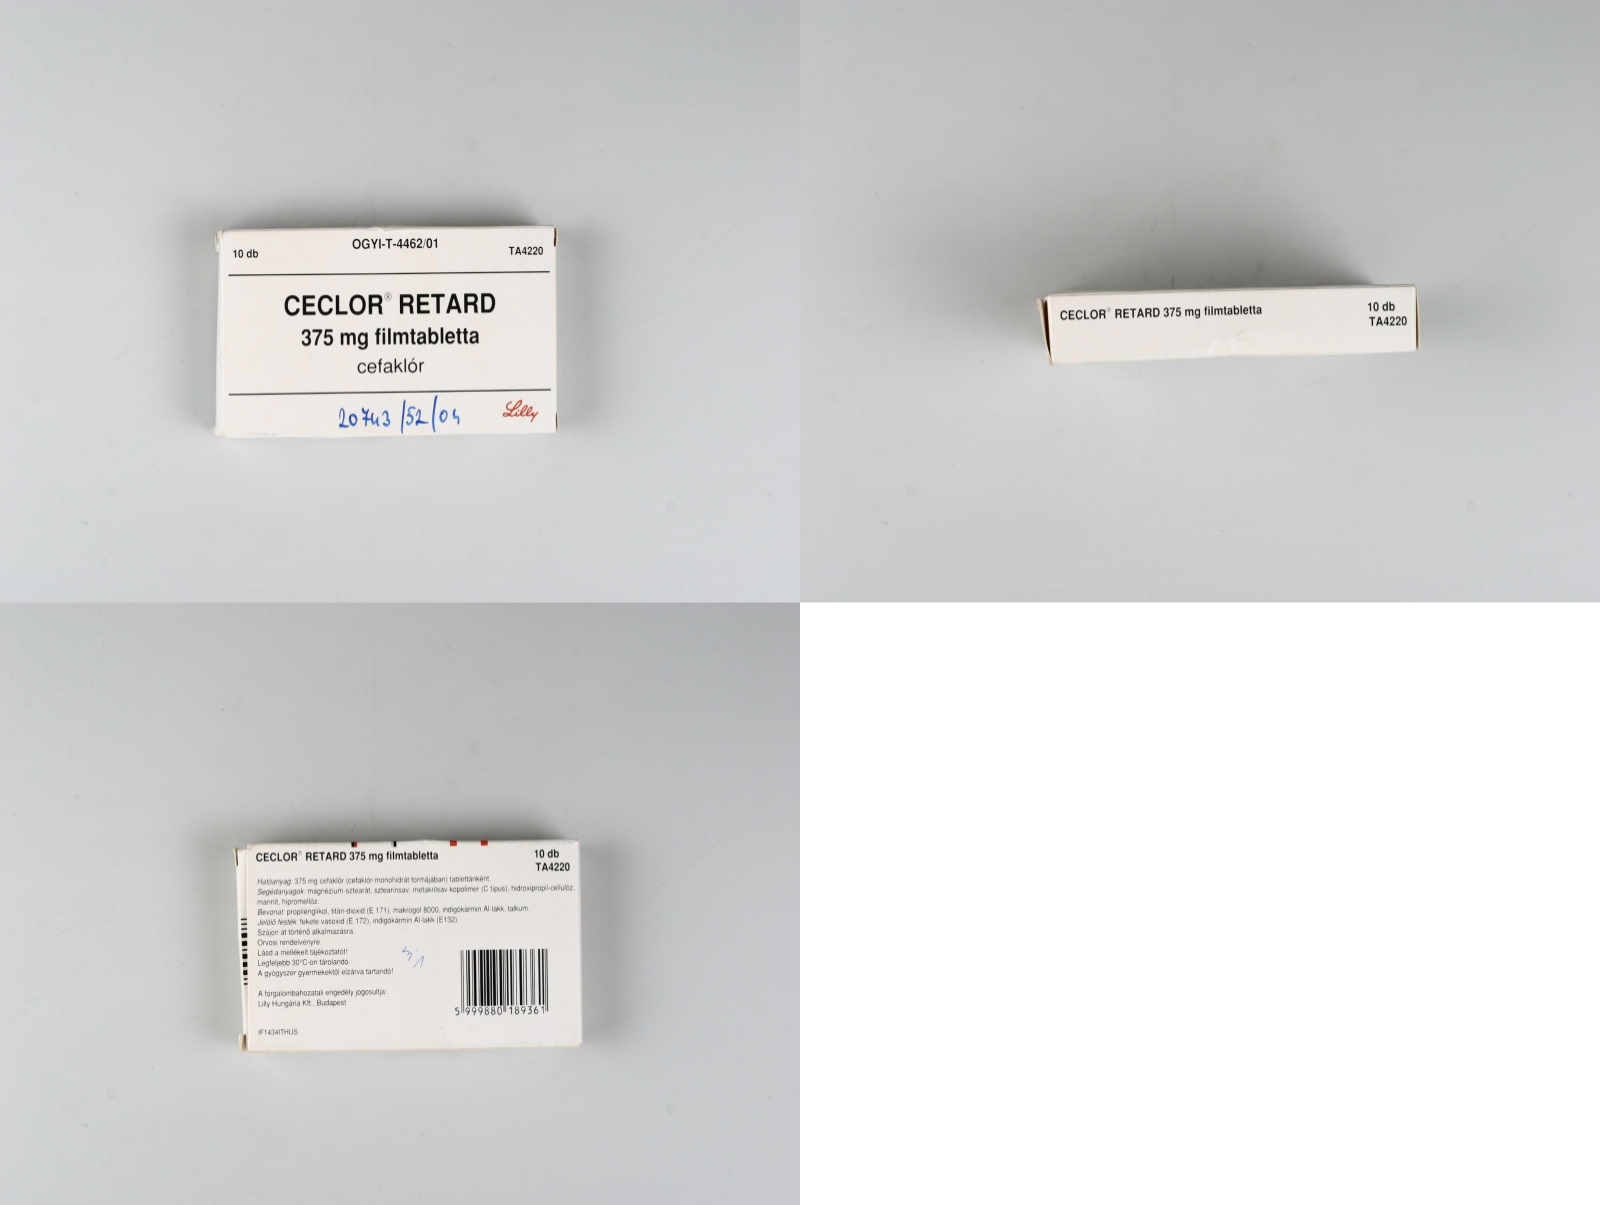 OGYI-T-4462/01
10 db
TA4220
CECLOR® RETARD
375 mg filmtabletta
cefaklór
20743/52/04
Lilly
CECLOR® RETARD 375 mg filmtabletta
10 db
TA4220
CECLOR® RETARD 375 mg filmtabletta
10 db
TA4220
Hatóanyag: 375 mg cefaklór (cefaklór-monohidrát formájában) tablettánként
Segédanyagok: magnézium-sztearát, sztearinsav, metakrilsav kopolimer (C típus), hidroxipropil-cellulóz,
mannit, hipromellóz.
Bevonat: propilénglikol, titán-dioxid (E 171), makrogol 8000, indigókármin Al-lakk, talkum.
Jelölő festék: fekete vasoxid (E 172), indigókármin Al-lakk (E132).
Szájon át történő alkalmazásra.
Orvosi rendelvényre.
Lásd a mellékelt tájékoztatót!
Legfeljebb 30°C-on tárolandó.
A gyógyszer gyermekektől elzárva tartandó!
A forgalombahozatali engedély jogosultja:
Lilly Hungária Kft., Budapest
5 999880 189361
IF1434ITHUS